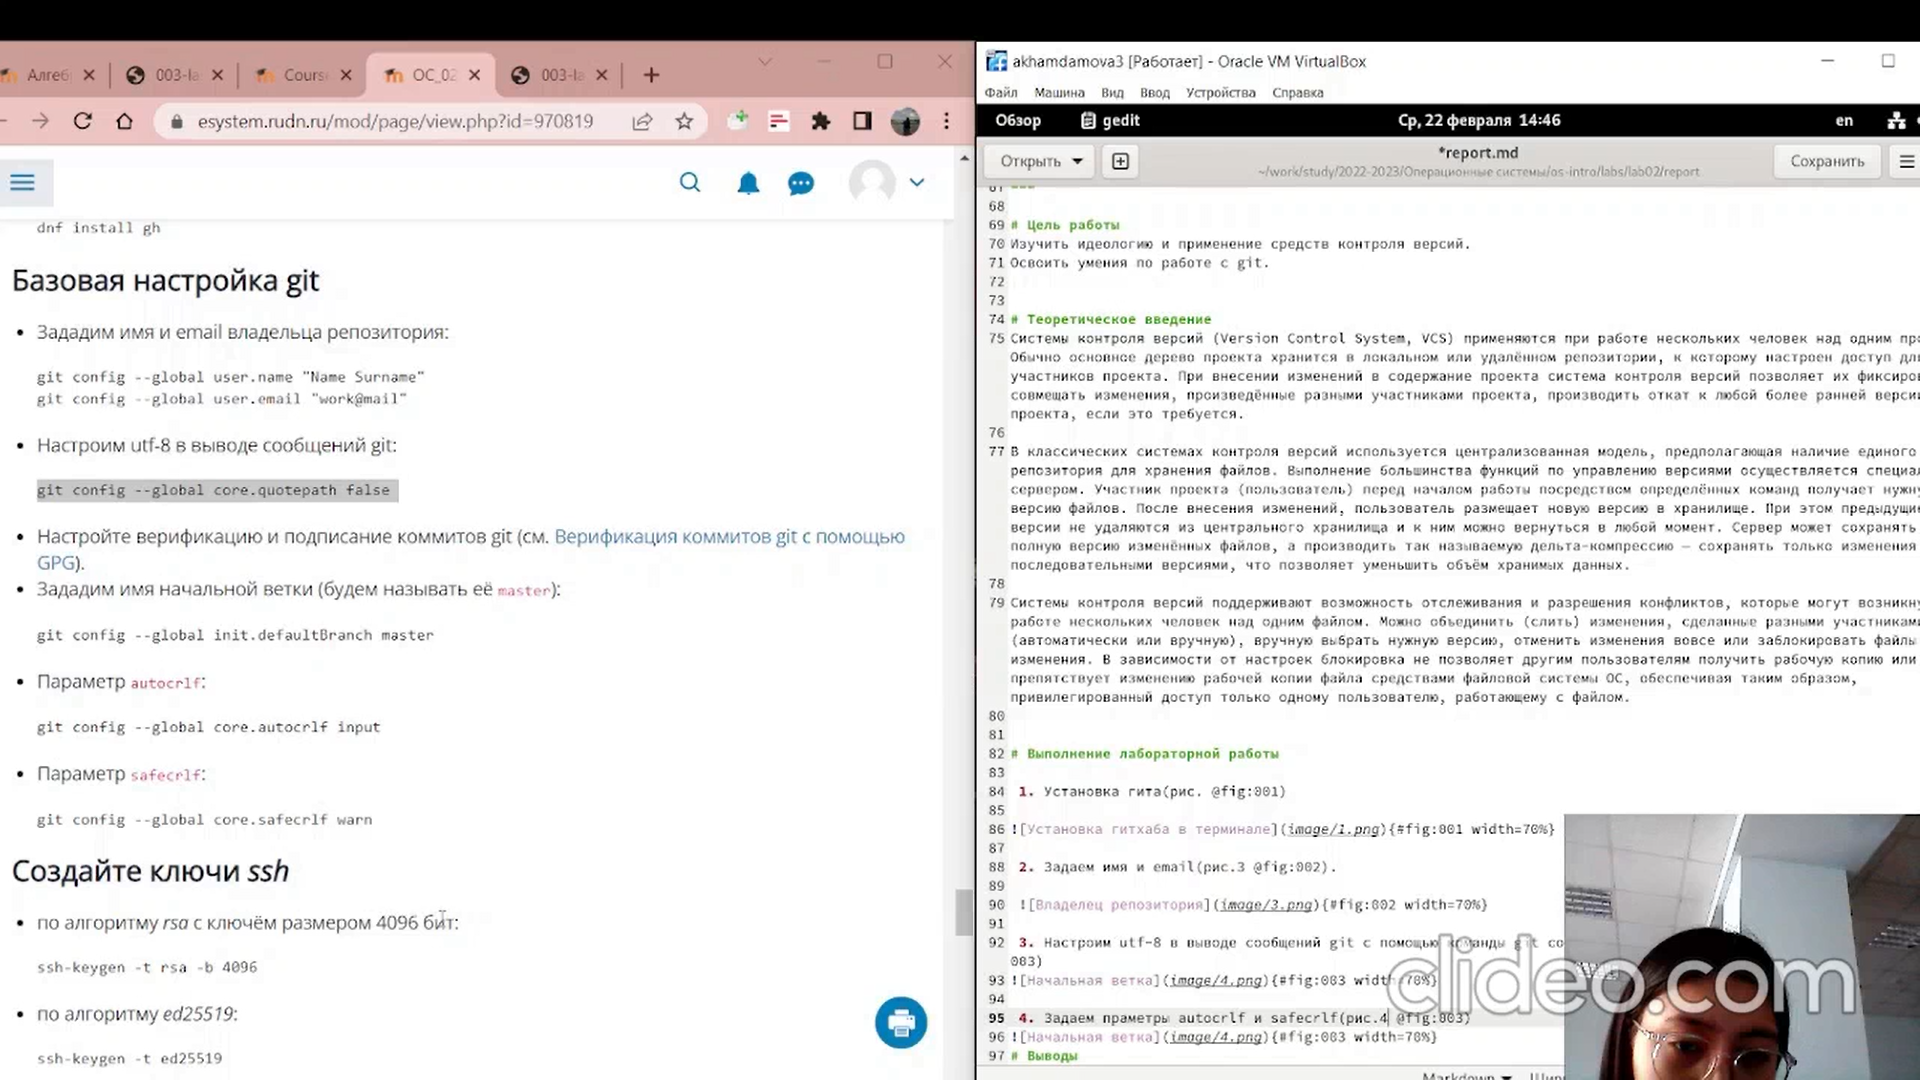 Алгеб
003-la
Cours
ОС_02
003-la
esystem.rudn.ru/mod/page/view.php?id=970819
dnf install gh
Базовая настройка git
Зададим имя и email владельца репозитория:
git config --global user.name "Name Surname"
git config --global user.email "work@mail"
Настроим utf-8 в выводе сообщений git:
git config --global core.quotepath false
Настройте верификацию и подписание коммитов git (см. Верификация коммитов git с помощью
GPG).
Зададим имя начальной ветки (будем называть её master):
git config --global init.defaultBranch master
Параметр autocrlf:
git config --global core.autocrlf input
Параметр safecrlf:
git config --global core.safecrlf warn
Создайте ключи ssh
по алгоритму rsa с ключём размером 4096 бит:
ssh-keygen -t rsa -b 4096
по алгоритму ed25519:
ssh-keygen -t ed25519
akhamdamova3 [Работает] - Oracle VM VirtualBox
Файл Машина Вид Ввод Устройства Справка
Обзор gedit Ср, 22 февраля 14:46 en
Открыть *report.md Сохранить
~/work/study/2022-2023/Операционные системы/os-intro/labs/lab02/report
67
68
69 # Цель работы
70 Изучить идеологию и применение средств контроля версий.
71 Освоить умения по работе с git.
72
73
74 # Теоретическое введение
75 Системы контроля версий (Version Control System, VCS) применяются при работе нескольких человек над одним про
Обычно основное дерево проекта хранится в локальном или удалённом репозитории, к которому настроен доступ для
участников проекта. При внесении изменений в содержание проекта система контроля версий позволяет их фиксиров
совмещать изменения, произведённые разными участниками проекта, производить откат к любой более ранней версии
проекта, если это требуется.
76
77 В классических системах контроля версий используется централизованная модель, предполагающая наличие единого
репозитория для хранения файлов. Выполнение большинства функций по управлению версиями осуществляется специал
сервером. Участник проекта (пользователь) перед началом работы посредством определённых команд получает нужну
версию файлов. После внесения изменений, пользователь размещает новую версию в хранилище. При этом предыдущие
версии не удаляются из центрального хранилища и к ним можно вернуться в любой момент. Сервер может сохранять
полную версию изменённых файлов, а производить так называемую дельта-компрессию — сохранять только изменения
последовательными версиями, что позволяет уменьшить объём хранимых данных.
78
79 Системы контроля версий поддерживают возможность отслеживания и разрешения конфликтов, которые могут возникну
работе нескольких человек над одним файлом. Можно объединить (слить) изменения, сделанные разными участниками
(автоматически или вручную), вручную выбрать нужную версию, отменить изменения вовсе или заблокировать файлы
изменения. В зависимости от настроек блокировка не позволяет другим пользователям получить рабочую копию или
препятствует изменению рабочей копии файла средствами файловой системы ОС, обеспечивая таким образом,
привилегированный доступ только одному пользователю, работающему с файлом.
80
81
82 # Выполнение лабораторной работы
83
84 1. Установка гита(рис. @fig:001)
85
86 ![Установка гитхаба в терминале](image/1.png){#fig:001 width=70%}
87
88 2. Задаем имя и email(рис.3 @fig:002).
89
90 ![Владелец репозитория](image/3.png){#fig:002 width=70%}
91
92 3. Настроим utf-8 в выводе сообщений git с помощью команды git co
003)
93 ![Начальная ветка](image/4.png){#fig:003 width=70%}
94
95 4. Задаем праметры autocrlf и safecrlf(рис.4 @fig:003)
96 ![Начальная ветка](image/4.png){#fig:003 width=70%}
97 # Выводы
Markdown
clideo.com